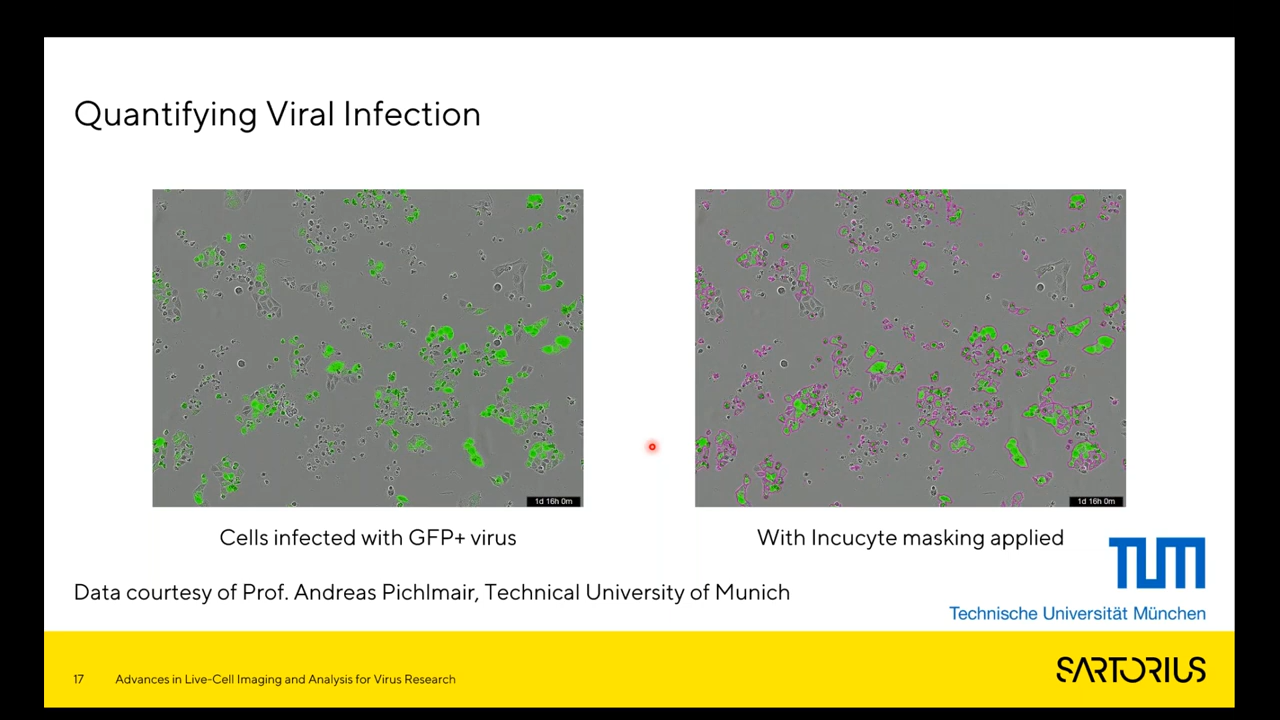 Quantifying Viral Infection
1d 16h 0m
1d 16h 0m
Cells infected with GFP+ virus
With Incucyte masking applied
TUM
Data courtesy of Prof. Andreas Pichlmair, Technical University of Munich
Technische Universität München
17
Advances in Live-Cell Imaging and Analysis for Virus Research
SARTORIUS